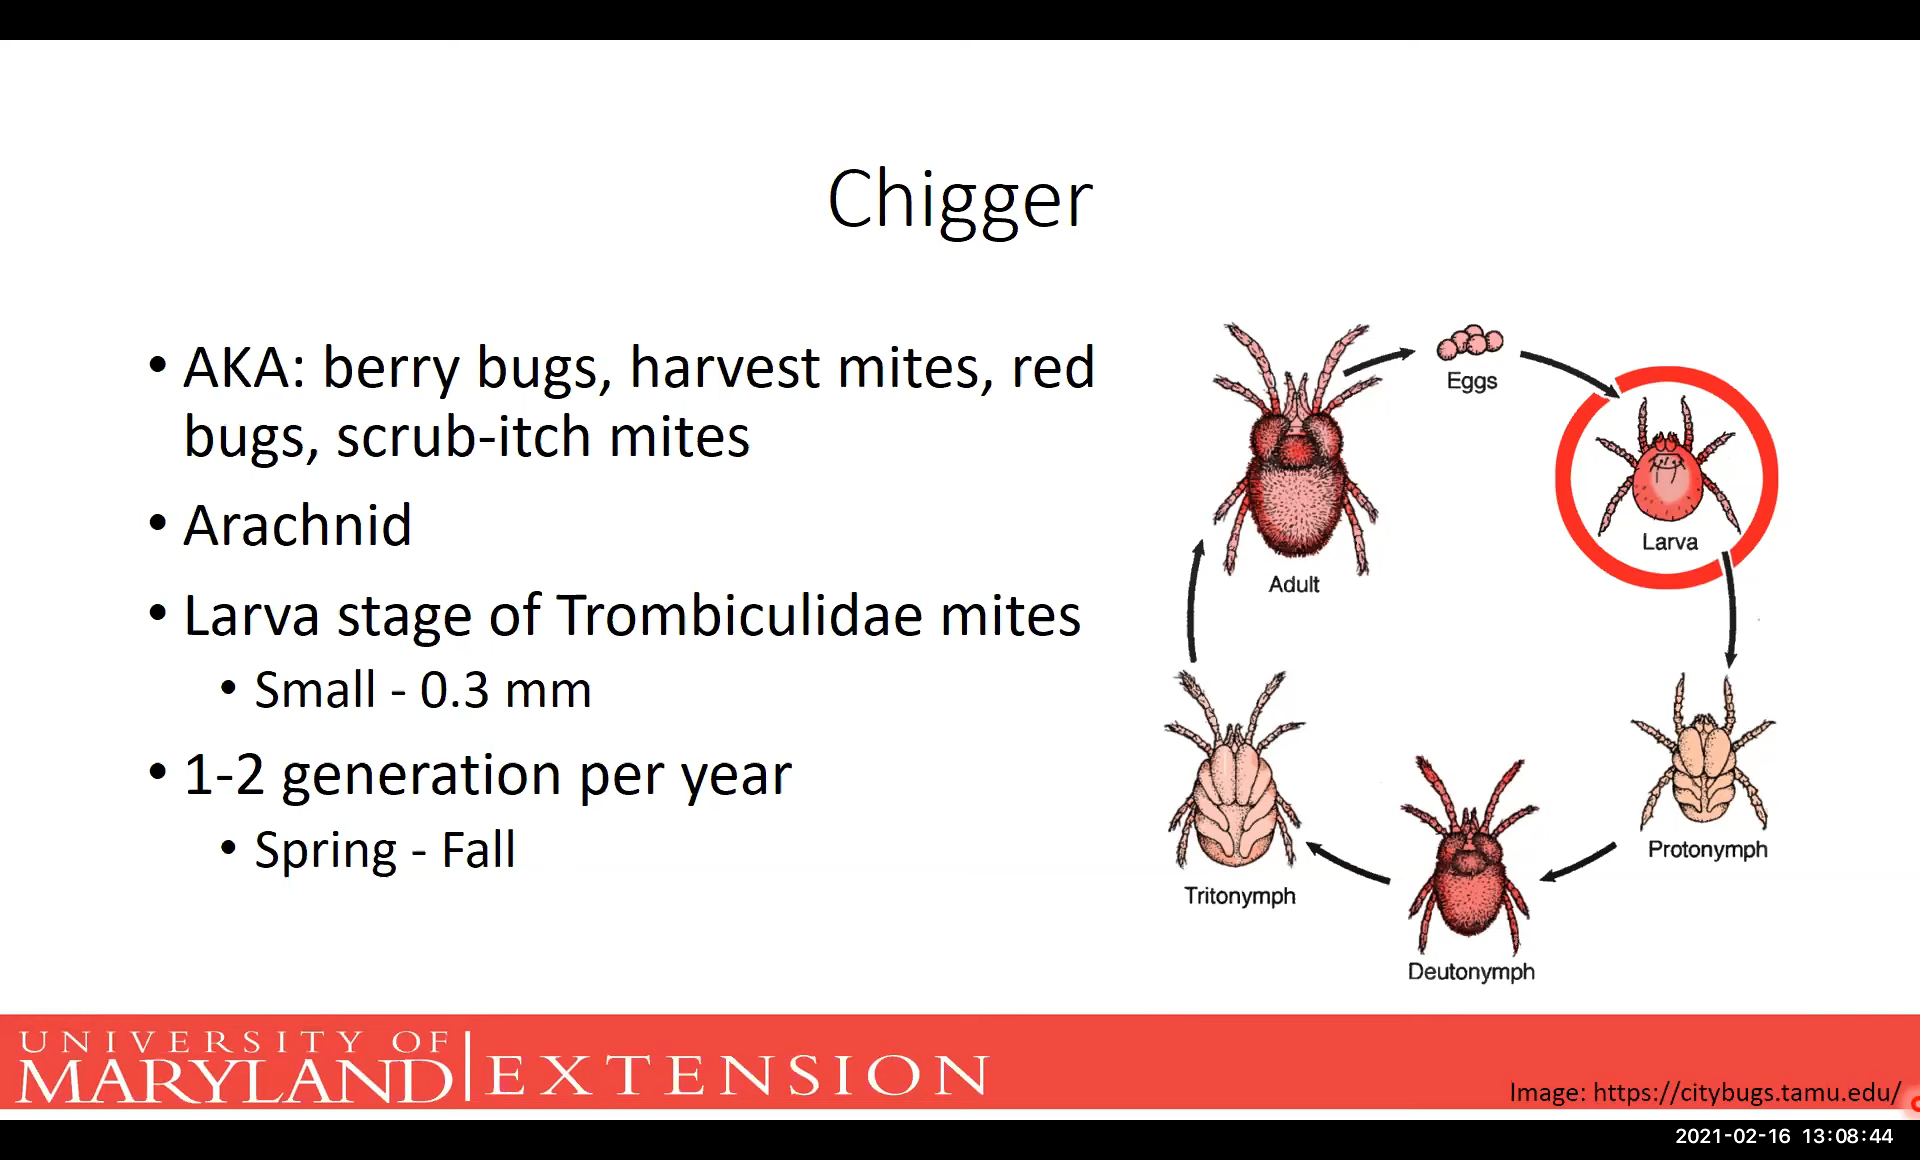 Chigger
• AKA: berry bugs, harvest mites, red
bugs, scrub-itch mites
• Arachnid
• Larva stage of Trombiculidae mites
• Small - 0.3 mm
• 1-2 generation per year
• Spring - Fall
Eggs
Larva
Adult
Protonymph
Tritonymph
Deutonymph
UNIVERSITY OF
MARYLAND
EXTENSION
Image: https://citybugs.tamu.edu/
2021-02-16 13:08:44